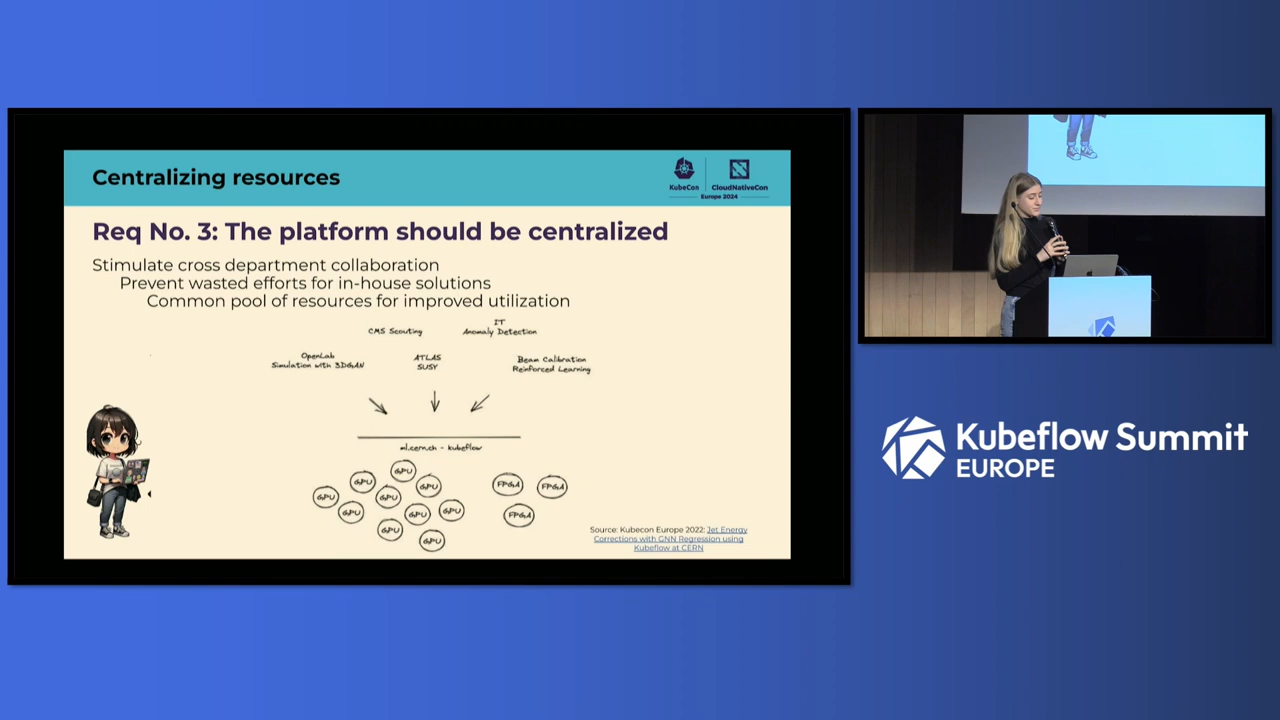 Centralizing resources
KubeCon
CloudNativeCon
Europe 2024
Req No. 3: The platform should be centralized
Stimulate cross department collaboration
Prevent wasted efforts for in-house solutions
Common pool of resources for improved utilization
CMS Scouting
IT
Anomaly Detection
OpenLab
Simulation with 3DGAN
ATLAS
SUSY
Beam Calibration
Reinforced Learning
ml.cern.ch - kubeflow
GPU
GPU
GPU
GPU
GPU
GPU
GPU
GPU
GPU
GPU
FPGA
FPGA
FPGA
Source: Kubecon Europe 2022: Jet Energy
Corrections with GNN Regression using
Kubeflow at CERN
Kubeflow Summit
EUROPE